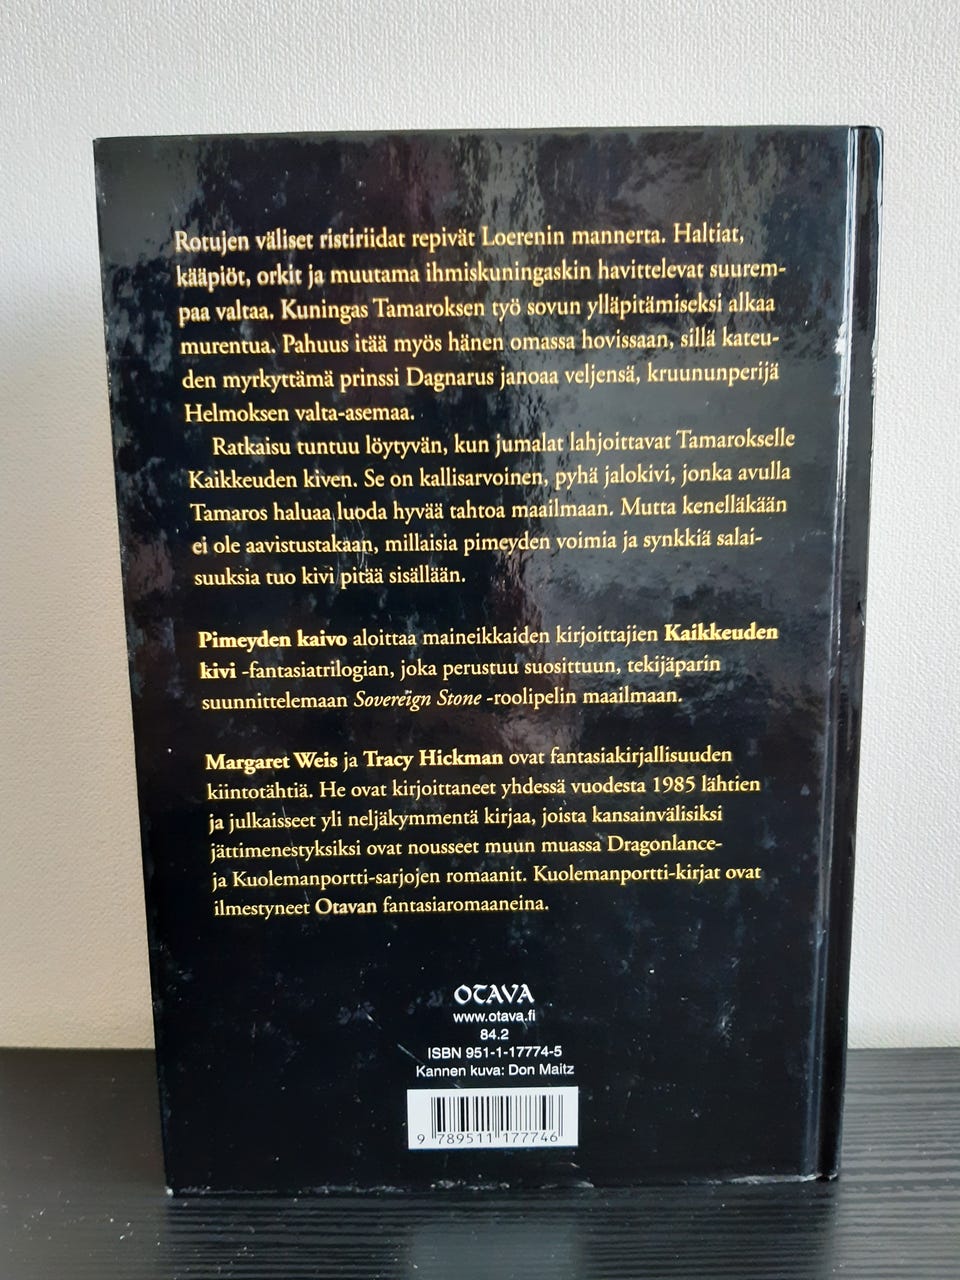 Rotujen väliset ristiriidat repivät Loerenin mannerta. Haltiat,
kääpiöt, orkit ja muutama ihmiskuningaskin havittelevat suurem-
paa valtaa. Kuningas Tamaroksen työ sovun ylläpitämiseksi alkaa
murentua. Pahuus itää myös hänen omassa hovissaan, sillä kateu-
den myrkyttämä prinssi Dagnarus janoaa veljensä, kruununperijä
Helmoksen valta-asemaa.
Ratkaisu tuntuu löytyvän, kun jumalat lahjoittavat Tamarokselle
Kaikkeuden kiven. Se on kallisarvoinen, pyhä jalokivi, jonka avulla
Tamaros haluaa luoda hyvää tahtoa maailmaan. Mutta kenelläkään
ei ole aavistustakaan, millaisia pimeyden voimia ja synkkiä salai-
suuksia tuo kivi pitää sisällään.
Pimeyden kaivo aloittaa maineikkaiden kirjoittajien Kaikkeuden
kivi -fantasiatrilogian, joka perustuu suosittuun, tekijäparin
suunnittelemaan Sovereign Stone -roolipelin maailmaan.
Margaret Weis ja Tracy Hickman ovat fantasiakirjallisuuden
kiintotähtiä. He ovat kirjoittaneet yhdessä vuodesta 1985 lähtien
ja julkaisseet yli neljäkymmentä kirjaa, joista kansainvälisiksi
jättimenestyksiksi ovat nousseet muun muassa Dragonlance-
ja Kuolemanportti-sarjojen romaanit. Kuolemanportti-kirjat ovat
ilmestyneet Otavan fantasiaromaaneina.
OTAVA
www.otava.fi
84.2
ISBN 951-1-17774-5
Kannen kuva: Don Maitz
9 789511 177746